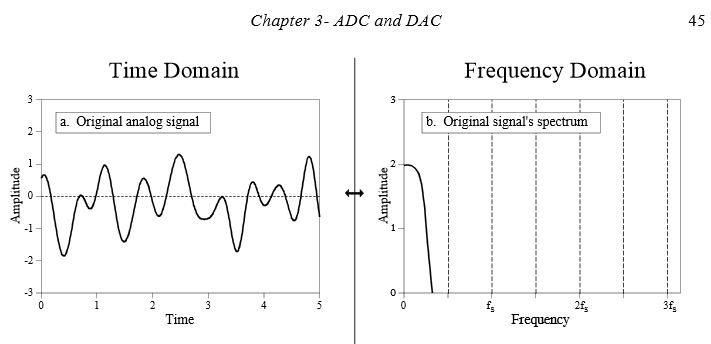 Chapter 3- ADC and DAC 45
Time Domain
Frequency Domain
3
2
1
0
-1
-2
-3
Amplitude
a. Original analog signal
0 1 2 3 4 5
Time
3
2
1
0
Amplitude
b. Original signal's spectrum
0 fs 2fs 3fs
Frequency